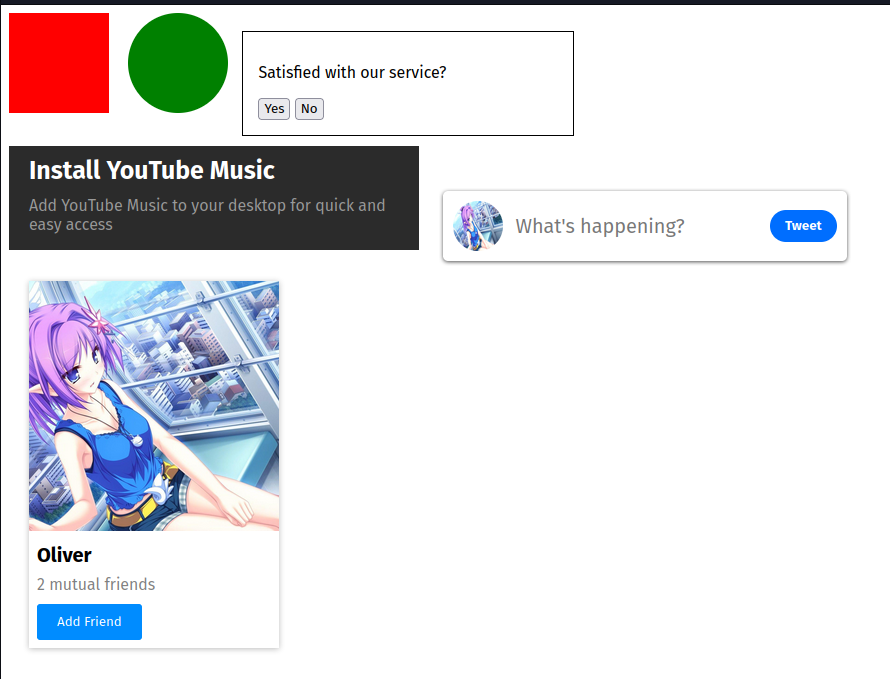 Satisfied with our service?
Yes No
Install YouTube Music
Add YouTube Music to your desktop for quick and
easy access
What's happening?
Tweet
Oliver
2 mutual friends
Add Friend